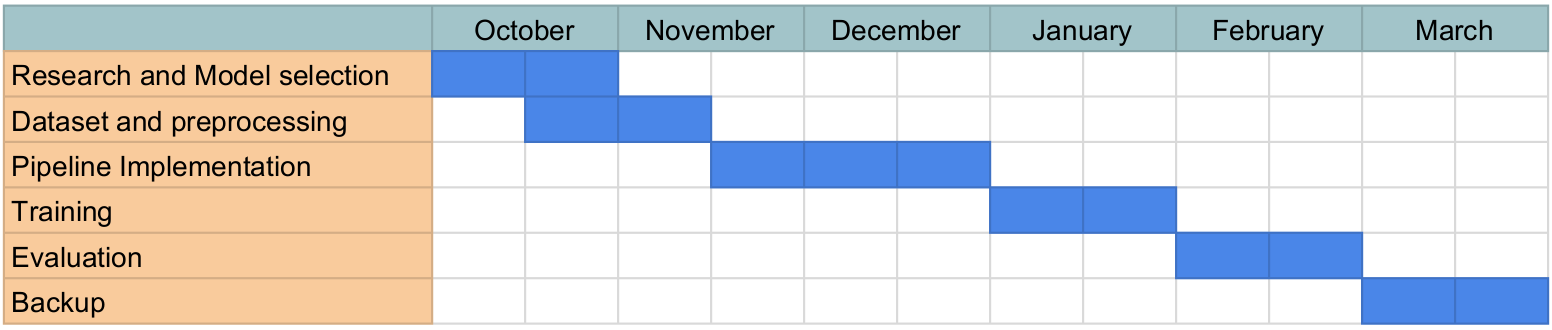 October November December January February March
Research and Model selection
Dataset and preprocessing
Pipeline Implementation
Training
Evaluation
Backup